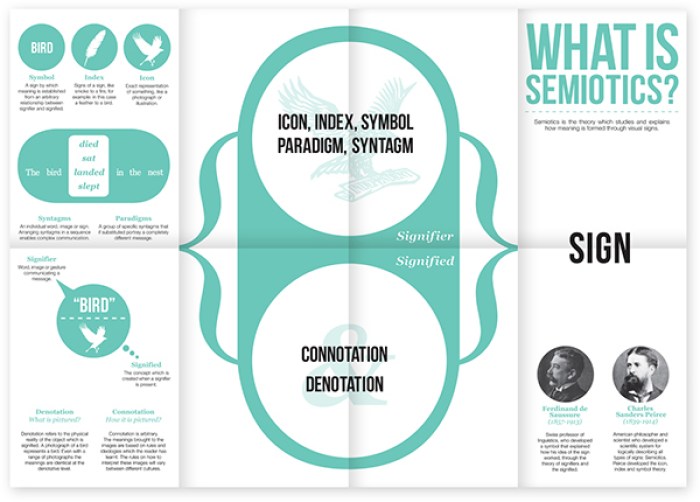 BIRD
Symbol
A sign by which
meaning is established
from an arbitrary
relationship between
signifier and signified.
Index
Signs of a sign, like
smoke to a fire, for
example: in this case
a feather to a bird.
Icon
Exact representation
of something, like a
photograph or
illustration.
died
sat
The bird landed in the nest
slept
Syntagms
An individual word, image or sign.
Arranging syntagms in a sequence
enables complex communication.
Paradigms
A group of specific syntagms that
if substituted portray a completely
different message.
Signifier
Word, image or gesture
communicating a
message.
“BIRD”
Signified
The concept which is
created when a signifier
is present.
Denotation
What is pictured?
Denotation refers to the physical
reality of the object which is
signified. A photograph of a bird
represents a bird. Even with a
range of photographs the
meanings are identical at the
denotative level.
Connotation
How it is pictured?
Connotation is arbitrary.
The meanings brought to the
images are based on rules and
ideologies which the reader has
learnt. The rules on how to
interpret these images may vary
between different cultures.
ICON, INDEX, SYMBOL
PARADIGM, SYNTAGM
Signifier
Signified
&
CONNOTATION
DENOTATION
WHAT IS
SEMIOTICS?
Semiotics is the theory which studies and explains
how meaning is formed through visual signs.
SIGN
Ferdinand de
Saussure
Swiss professor of
linguistics, who
developed a symbol that
explained how his idea
of the sign worked, through
the theory of signifiers
and the signified.
Charles
Sanders Peirce
(1839-1914)
American philosopher and
scientist who developed a
scientific system for
logically describing all
types of signs. Semiotics
Peirce developed the icon,
index and symbol theory.